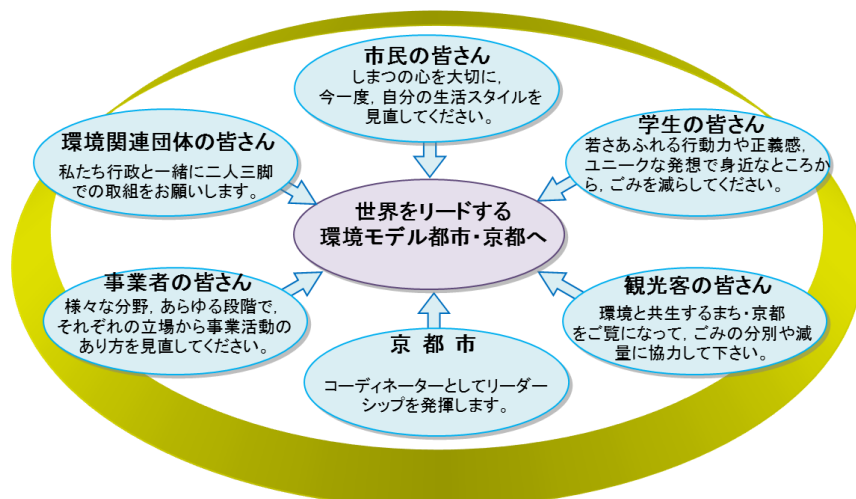 市民の皆さん
しまつの心を大切に，
今一度，自分の生活スタイルを
見直してください。
環境関連団体の皆さん
私たち行政と一緒に二人三脚
での取組をお願いします。
学生の皆さん
若さあふれる行動力や正義感，
ユニークな発想で身近なところか
ら，ごみを減らしてください。
世界をリードする
環境モデル都市・京都へ
事業者の皆さん
様々な分野，あらゆる段階で，
それぞれの立場から事業活動の
あり方を見直してください。
京都市
コーディネーターとしてリーダー
シップを発揮します。
観光客の皆さん
環境と共生するまち・京都
をご覧になって，ごみの分別や減
量に協力して下さい。